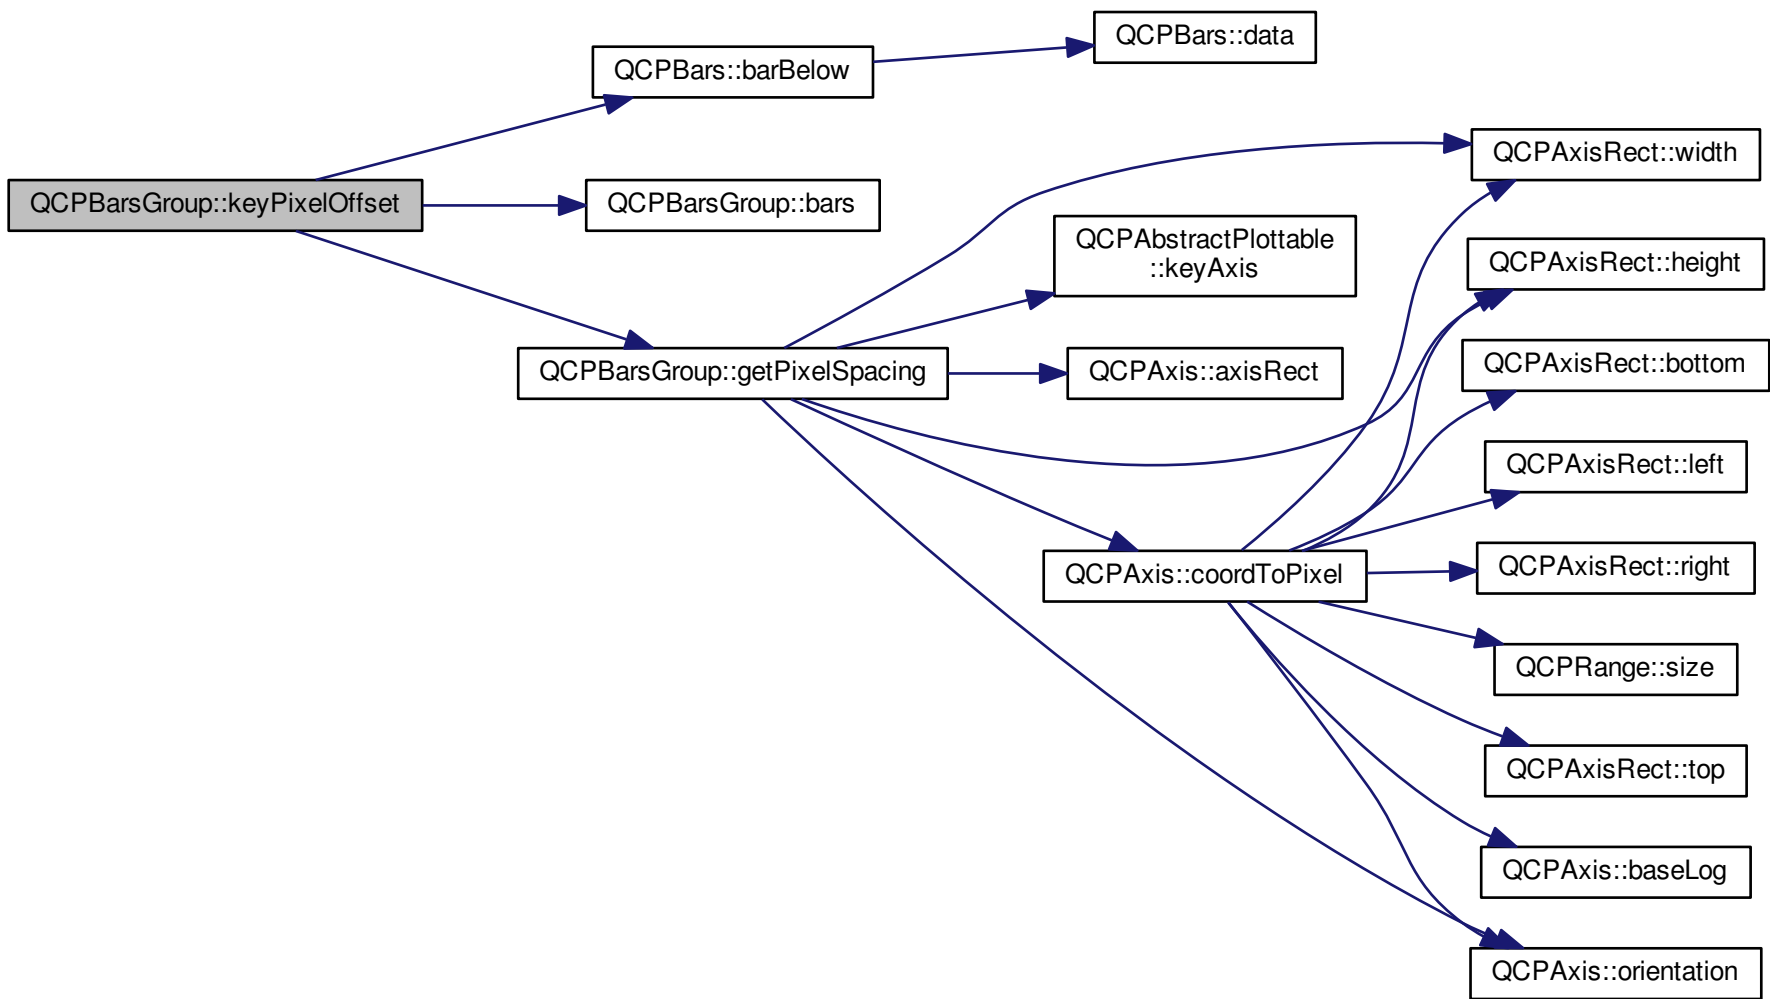 QCPBars::data
QCPBars::barBelow
QCPAxisRect::width
QCPBarsGroup::keyPixelOffset
QCPBarsGroup::bars
QCPAbstractPlottable
::keyAxis
QCPAxisRect::height
QCPBarsGroup::getPixelSpacing
QCPAxis::axisRect
QCPAxisRect::bottom
QCPAxisRect::left
QCPAxis::coordToPixel
QCPAxisRect::right
QCPRange::size
QCPAxisRect::top
QCPAxis::baseLog
QCPAxis::orientation